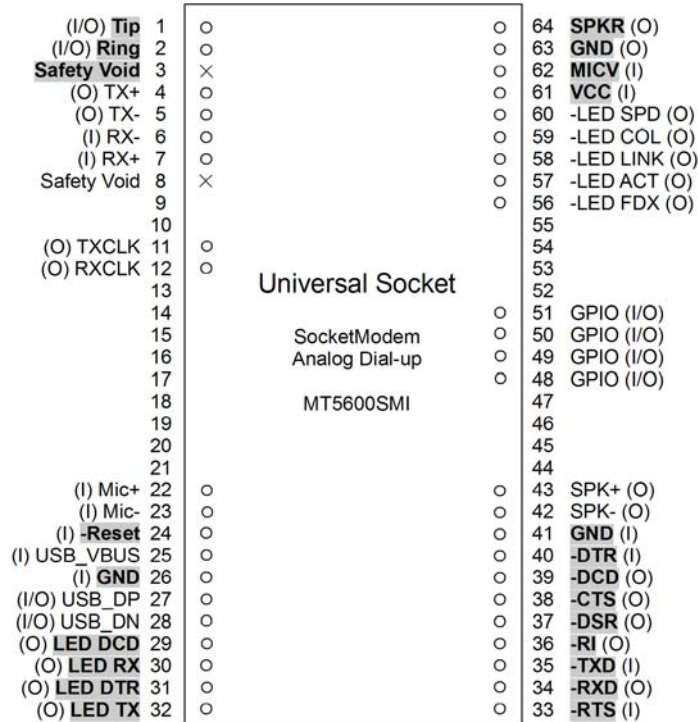 (I/O) Tip 1 64 SPKR (O)
(I/O) Ring 2 63 GND (O)
Safety Void 3 62 MICV (I)
(O) TX+ 4 61 VCC (I)
(O) TX- 5 60 -LED SPD (O)
(I) RX- 6 59 -LED COL (O)
(I) RX+ 7 58 -LED LINK (O)
Safety Void 8 57 -LED ACT (O)
9 56 -LED FDX (O)
10 55
(O) TXCLK 11 54
(O) RXCLK 12 53
Universal Socket
13 52
14 51 GPIO (I/O)
15 SocketModem 50 GPIO (I/O)
16 Analog Dial-up 49 GPIO (I/O)
17 48 GPIO (I/O)
18 MT5600SMI 47
19 46
20 45
21 44
(I) Mic+ 22 43 SPK+ (O)
(I) Mic- 23 42 SPK- (O)
(I) -Reset 24 41 GND (I)
(I) USB_VBUS 25 40 -DTR (I)
(I) GND 26 39 -DCD (O)
(I/O) USB_DP 27 38 -CTS (O)
(I/O) USB_DN 28 37 -DSR (O)
(O) LED DCD 29 36 -RI (O)
(O) LED RX 30 35 -TXD (I)
(O) LED DTR 31 34 -RXD (O)
(O) LED TX 32 33 -RTS (I)